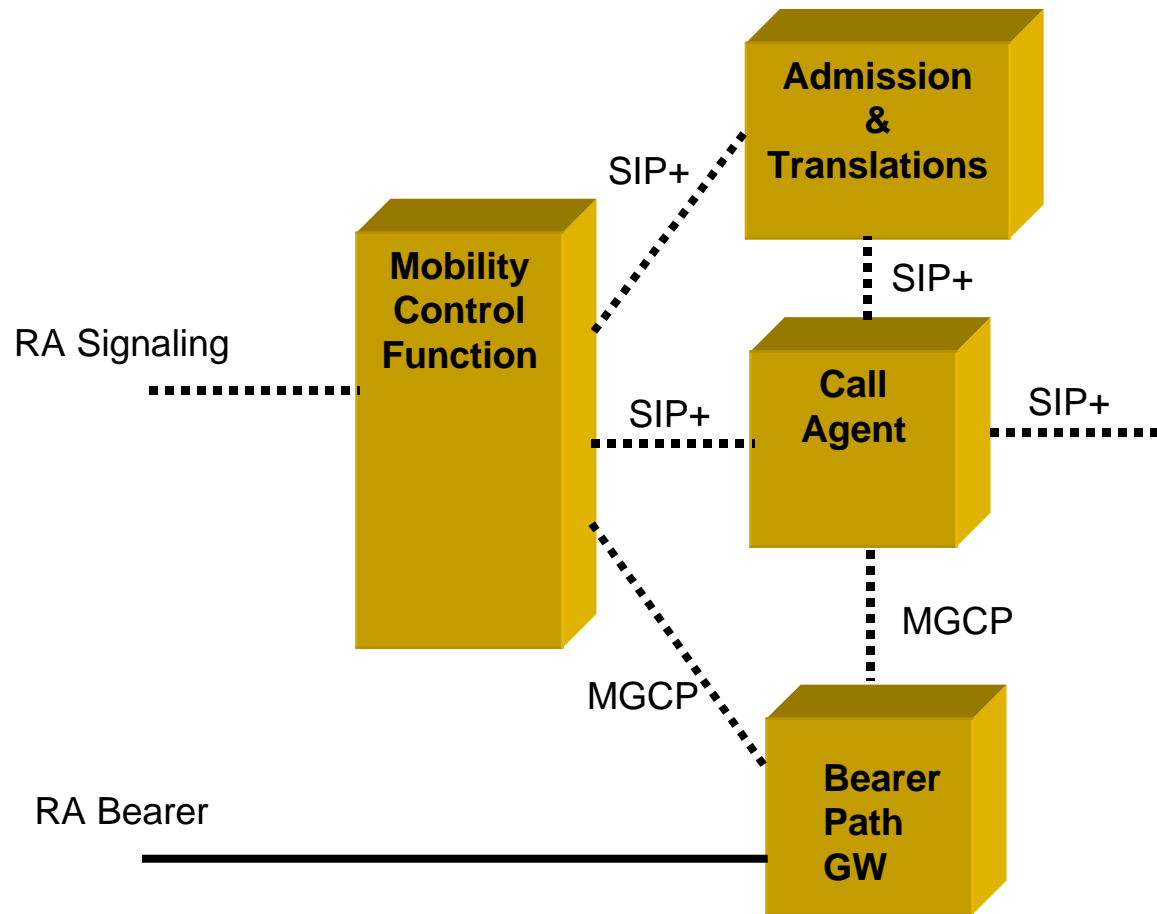 Admission
&
Translations
SIP+
Mobility
Control
Function
SIP+
RA Signaling
Call
Agent
SIP+
SIP+
MGCP
MGCP
Bearer
Path
GW
RA Bearer